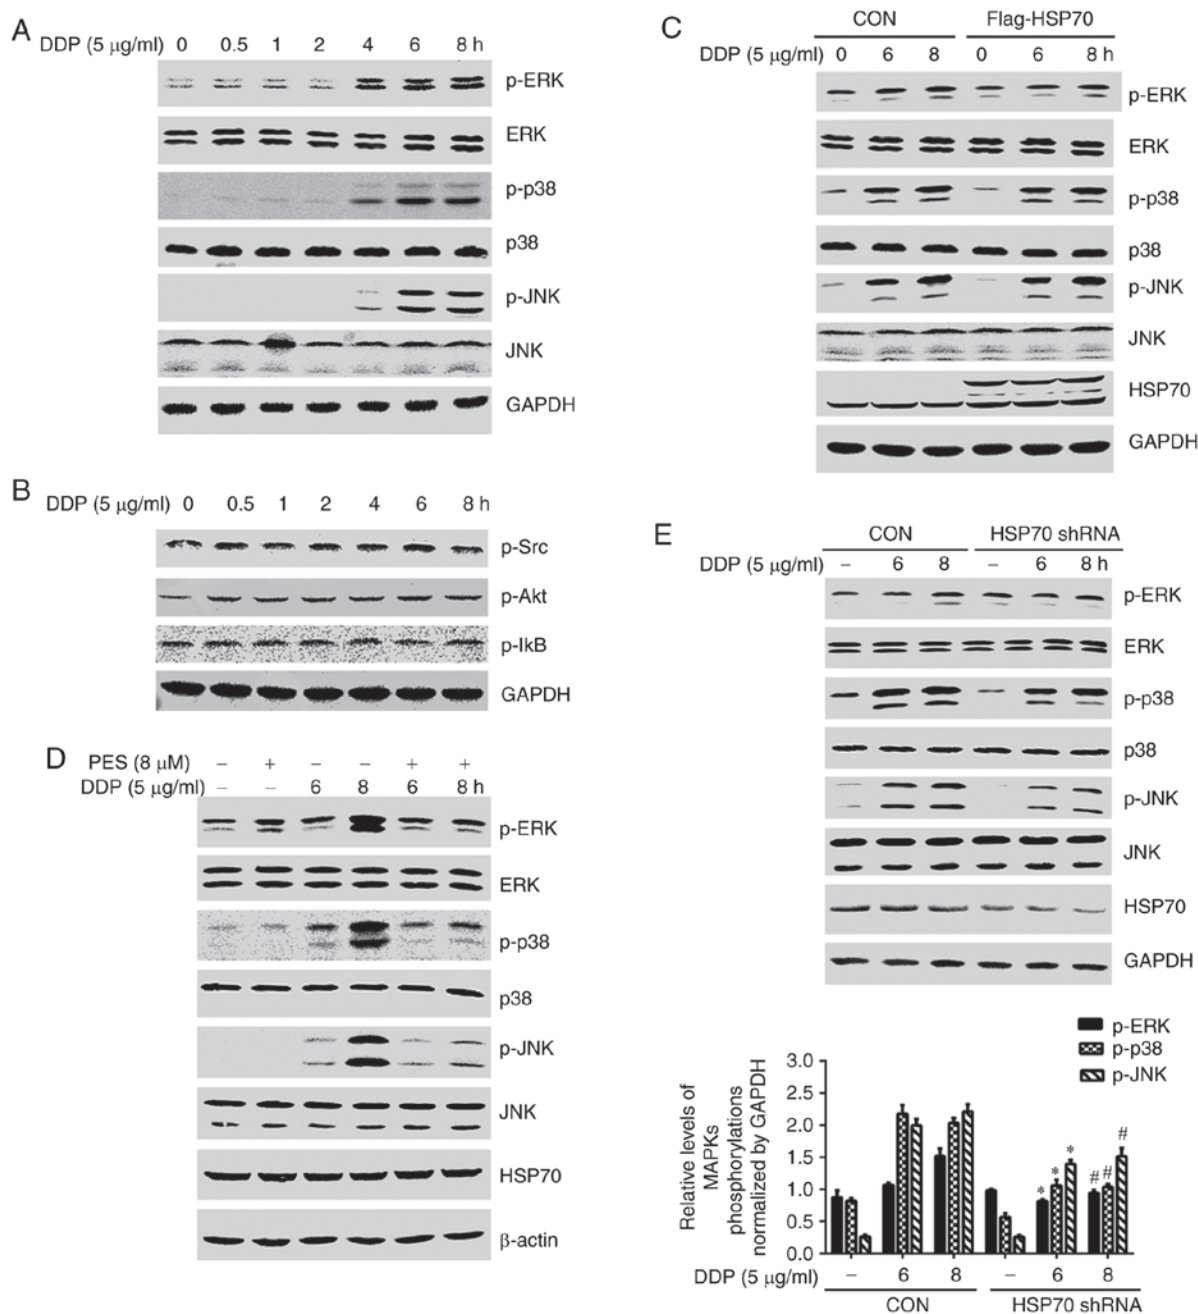 A
DDP (5 μg/ml) 0 0.5 1 2 4 6 8 h
p-ERK
ERK
p-p38
p38
p-JNK
JNK
GAPDH
B
DDP (5 μg/ml) 0 0.5 1 2 4 6 8 h
p-Src
p-Akt
p-IkB
GAPDH
D
PES (8 μM) – + – – + +
DDP (5 μg/ml) – – 6 8 6 8 h
p-ERK
ERK
p-p38
p38
p-JNK
JNK
HSP70
β-actin
C
CON Flag-HSP70
DDP (5 μg/ml) 0 6 8 0 6 8 h
p-ERK
ERK
p-p38
p38
p-JNK
JNK
HSP70
GAPDH
E
CON HSP70 shRNA
DDP (5 μg/ml) – 6 8 – 6 8 h
p-ERK
ERK
p-p38
p38
p-JNK
JNK
HSP70
GAPDH
p-ERK
p-p38
p-JNK
Relative levels of
MAPKs
phosphorylations
normalized by GAPDH
3.0
2.5
2.0
1.5
1.0
0.5
0.0
* * * # # #
DDP (5 μg/ml) – 6 8 – 6 8
CON HSP70 shRNA